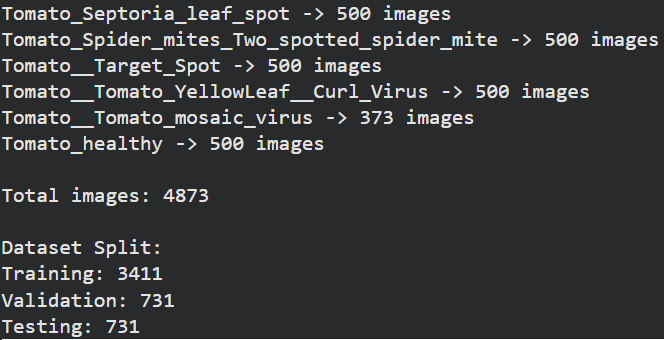 Tomato_Septoria_leaf_spot -> 500 images
Tomato_Spider_mites_Two_spotted_spider_mite -> 500 images
Tomato__Target_Spot -> 500 images
Tomato__Tomato_YellowLeaf__Curl_Virus -> 500 images
Tomato__Tomato_mosaic_virus -> 373 images
Tomato_healthy -> 500 images
Total images: 4873
Dataset Split:
Training: 3411
Validation: 731
Testing: 731